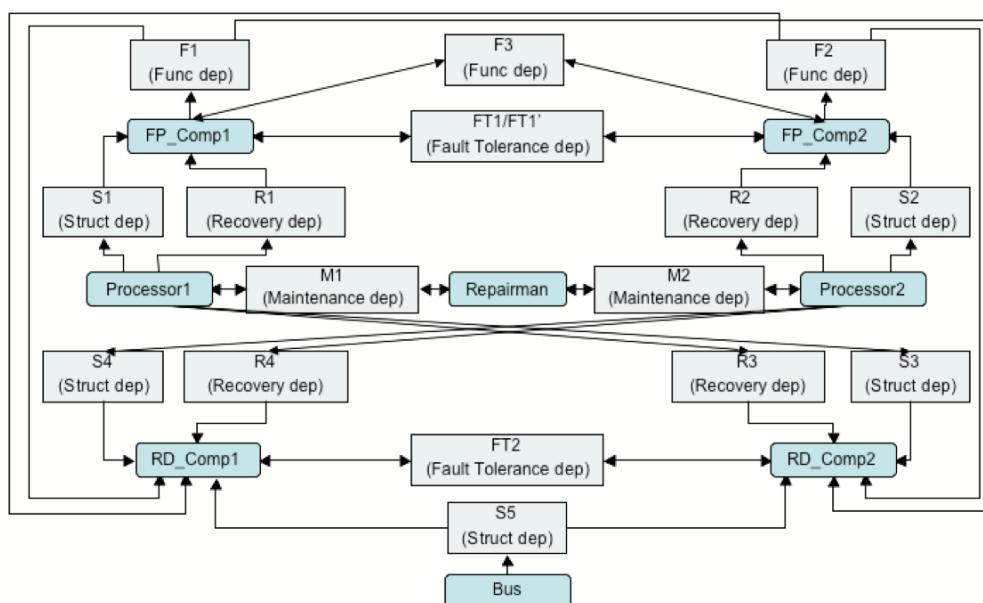 F1
(Func dep)
F3
(Func dep)
F2
(Func dep)
FP_Comp1
FT1/FT1’
(Fault Tolerance dep)
FP_Comp2
S1
(Struct dep)
R1
(Recovery dep)
R2
(Recovery dep)
S2
(Struct dep)
Processor1
M1
(Maintenance dep)
Repairman
M2
(Maintenance dep)
Processor2
S4
(Struct dep)
R4
(Recovery dep)
R3
(Recovery dep)
S3
(Struct dep)
RD_Comp1
FT2
(Fault Tolerance dep)
RD_Comp2
S5
(Struct dep)
Bus